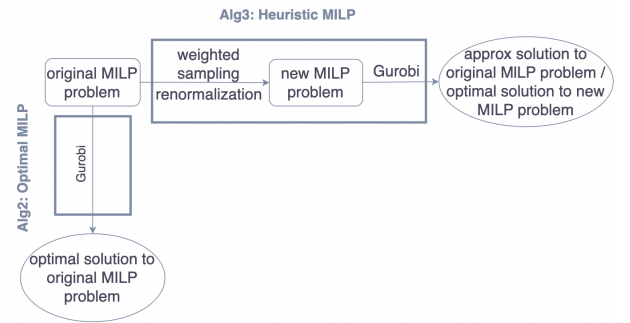 Alg3: Heuristic MILP
original MILP
problem
weighted
sampling
renormalization
new MILP
problem
Gurobi
approx solution to
original MILP problem /
optimal solution to new
MILP problem
Alg2: Optimal MILP
Gurobi
optimal solution to
original MILP
problem